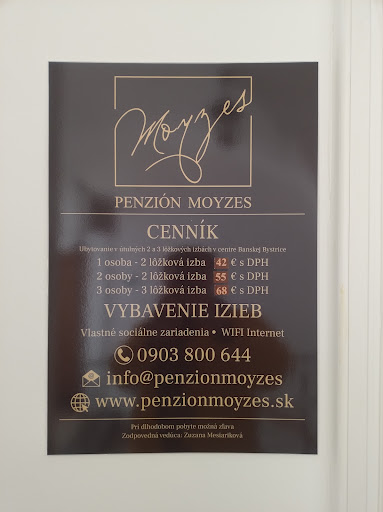 Moyzes
PENZIÓN MOYZES
CENNÍK
Ubytovanie v útulných 2 a 3 lôžkových izbách v centre Banskej Bystrice
1 osoba - 2 lôžková izba 42 € s DPH
2 osoby - 2 lôžková izba 55 € s DPH
3 osoby - 3 lôžková izba 68 € s DPH
VYBAVENIE IZIEB
Vlastné sociálne zariadenia • WIFI Internet
0903 800 644
info@penzionmoyzes
www.penzionmoyzes.sk
Pri dlhodobom pobyte možná zľava
Zodpovedná vedúca: Zuzana Mesiariková